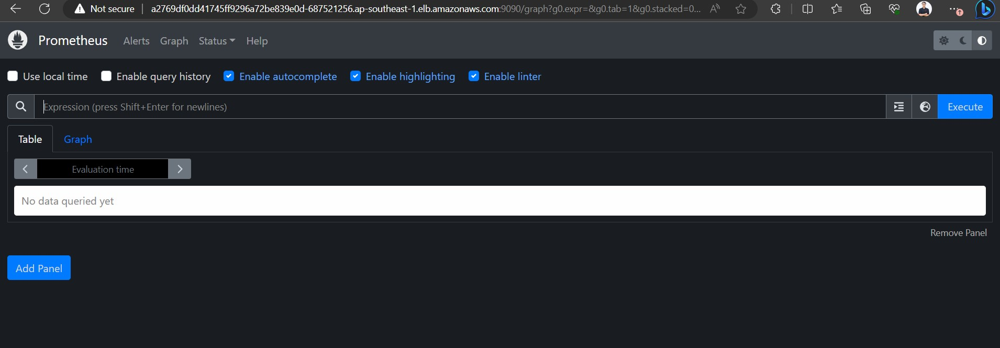 Not secure | a2769df0dd41745ff9296a72be839e0d-687521256.ap-southeast-1.elb.amazonaws.com:9090/graph?g0.expr=&g0.tab=1&g0.stacked=0...
Prometheus Alerts Graph Status Help
Use local time Enable query history Enable autocomplete Enable highlighting Enable linter
Expression (press Shift+Enter for newlines) Execute
Table Graph
Evaluation time
No data queried yet
Remove Panel
Add Panel